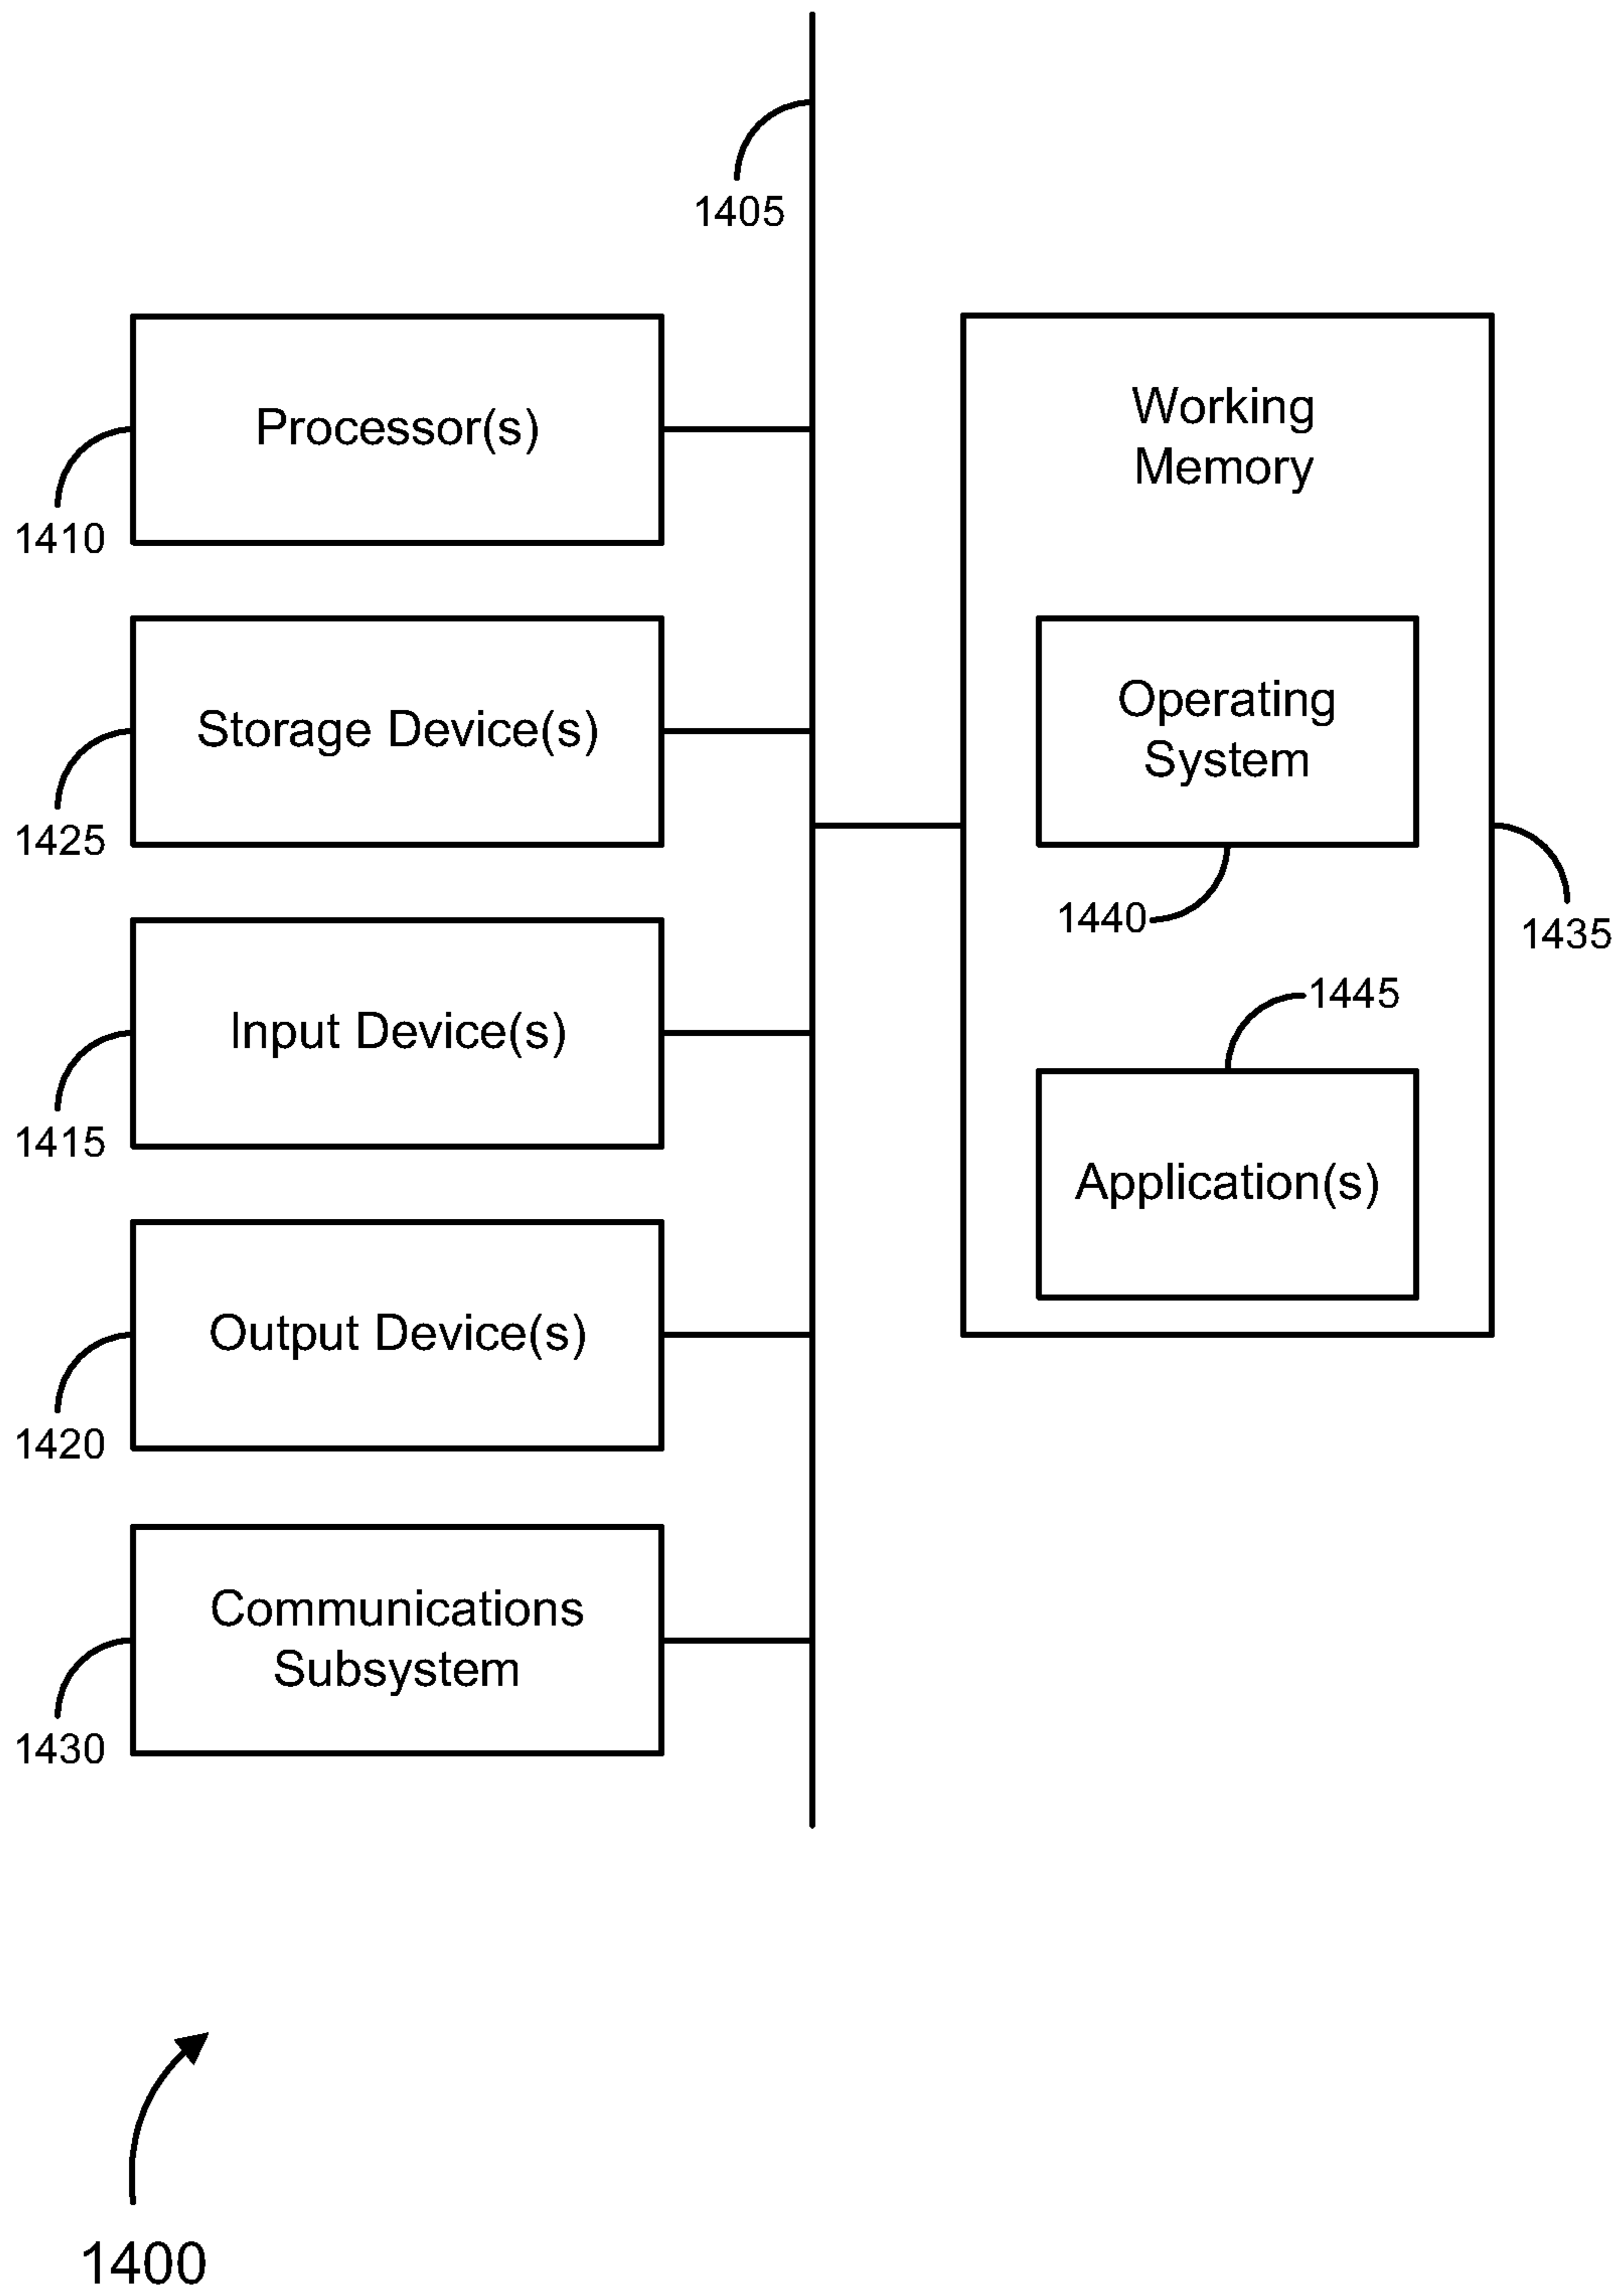 1405
Processor(s)
1410
Storage Device(s)
1425
Input Device(s)
1415
Output Device(s)
1420
Communications
Subsystem
1430
Working
Memory
Operating
System
1440
1435
1445
Application(s)
1400